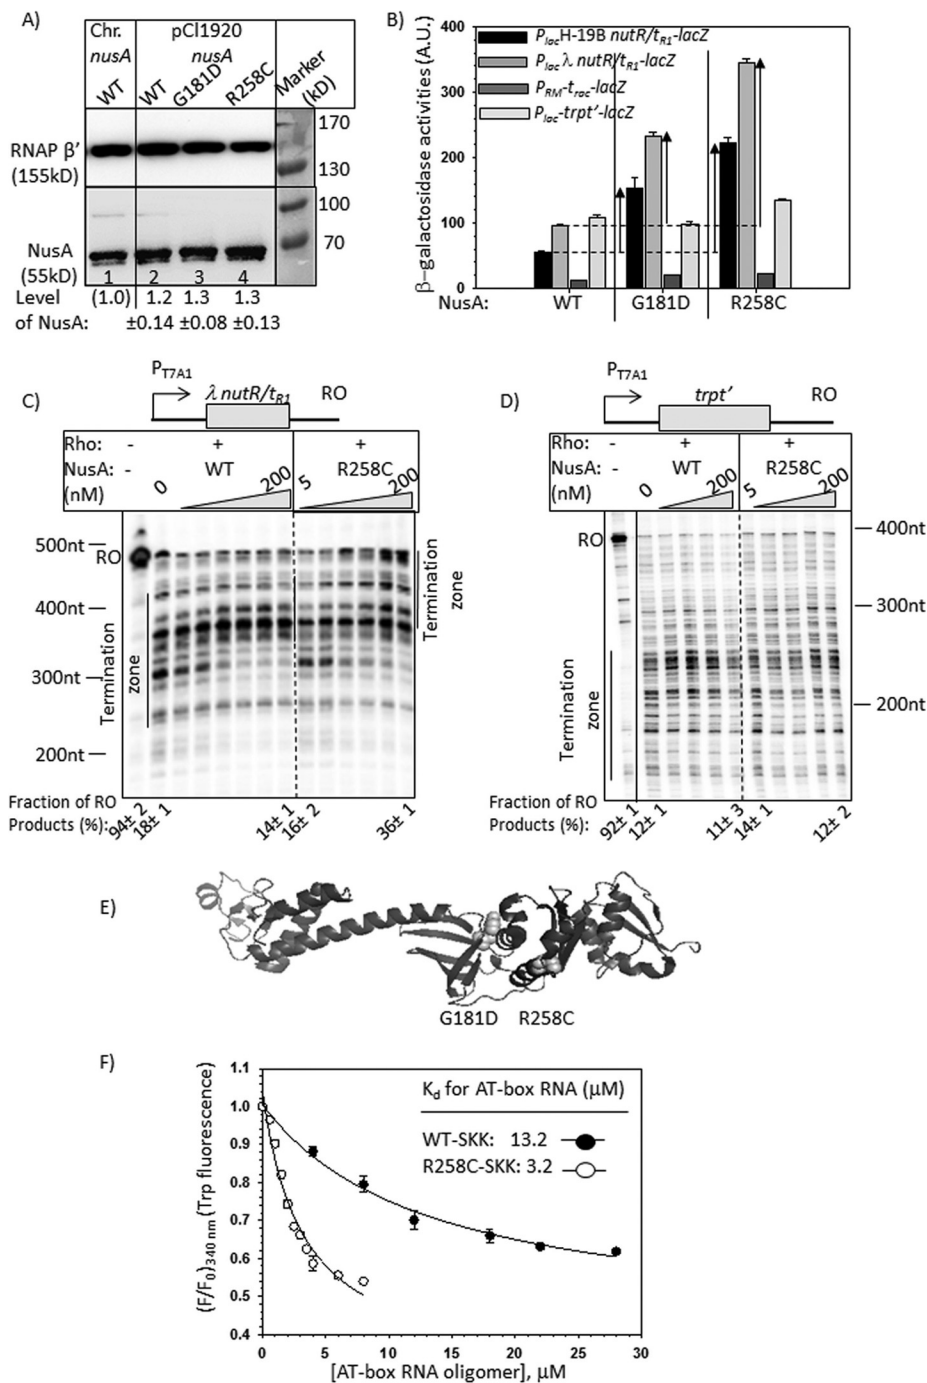 A)
Chr. pCl1920
nusA nusA
WT WT G181D R258C Marker (kD)
RNAP β’ 170
(155kD) 130
100
NusA 70
(55kD) 1 2 3 4
Level (1.0) 1.2 1.3 1.3
of NusA: ±0.14 ±0.08 ±0.13
B)
β–galactosidase activities (A.U.)
400
300
200
100
0
PlacH-19B nutR/tR1-lacZ
Plac λ nutR/tR1-lacZ
PRM-trac-lacZ
Plac-trpt’-lacZ
NusA: WT G181D R258C
C)
PT7A1 λ nutR/tR1 RO
Rho: - + +
NusA: - WT R258C
(nM) 0 200 5 200
500nt
RO
400nt
300nt
200nt
Termination zone
Termination zone
Fraction of RO
Products (%): 94± 2 18± 1 14± 1 16± 2 36± 1
D)
PT7A1 trpt’ RO
- + +
- WT R258C
0 200 5 200
RO
400nt
300nt
200nt
Termination zone
Fraction of RO
Products (%): 92± 1 12± 1 11± 3 14± 1 12± 2
E)
G181D R258C
F)
(F/F0)340 nm (Trp fluorescence)
1.1
1.0
0.9
0.8
0.7
0.6
0.5
0.4
Kd for AT-box RNA (μM)
WT-SKK: 13.2
R258C-SKK: 3.2
0 5 10 15 20 25 30
[AT-box RNA oligomer], μM